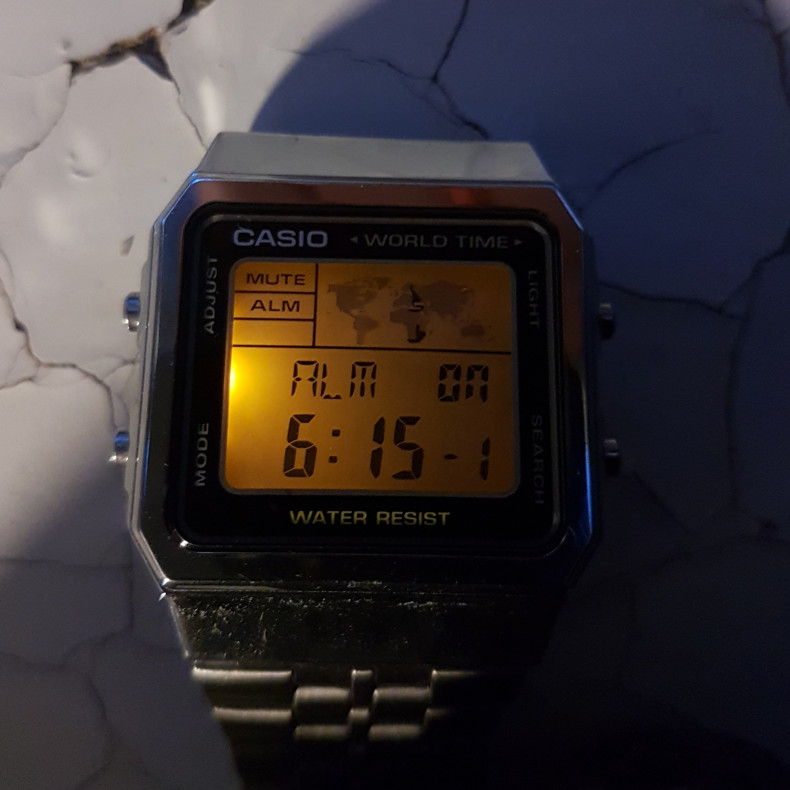 CASIO ◂ WORLD TIME ▸
ADJUST
LIGHT
MUTE
ALM
ALM ON
6:15-1
MODE
SEARCH
WATER RESIST